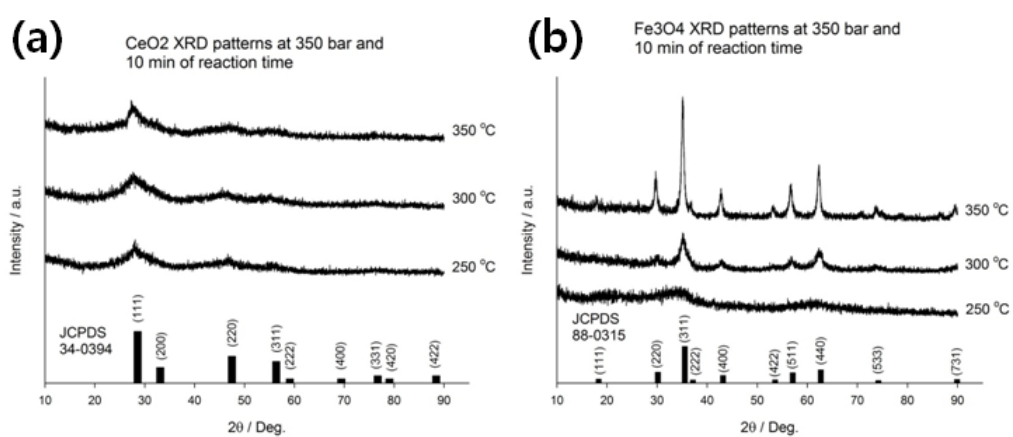 (a)
CeO2 XRD patterns at 350 bar and
10 min of reaction time
Intensity / a.u.
350 °C
300 °C
250 °C
JCPDS
34-0394
(111)
(200)
(220)
(311)
(222)
(400)
(331)
(420)
(422)
10 20 30 40 50 60 70 80 90
2θ / Deg.
(b)
Fe3O4 XRD patterns at 350 bar and
10 min of reaction time
Intensity / a.u.
350 °C
300 °C
250 °C
JCPDS
88-0315
(111)
(220)
(311)
(222)
(400)
(422)
(511)
(440)
(533)
(731)
10 20 30 40 50 60 70 80 90
2θ / Deg.